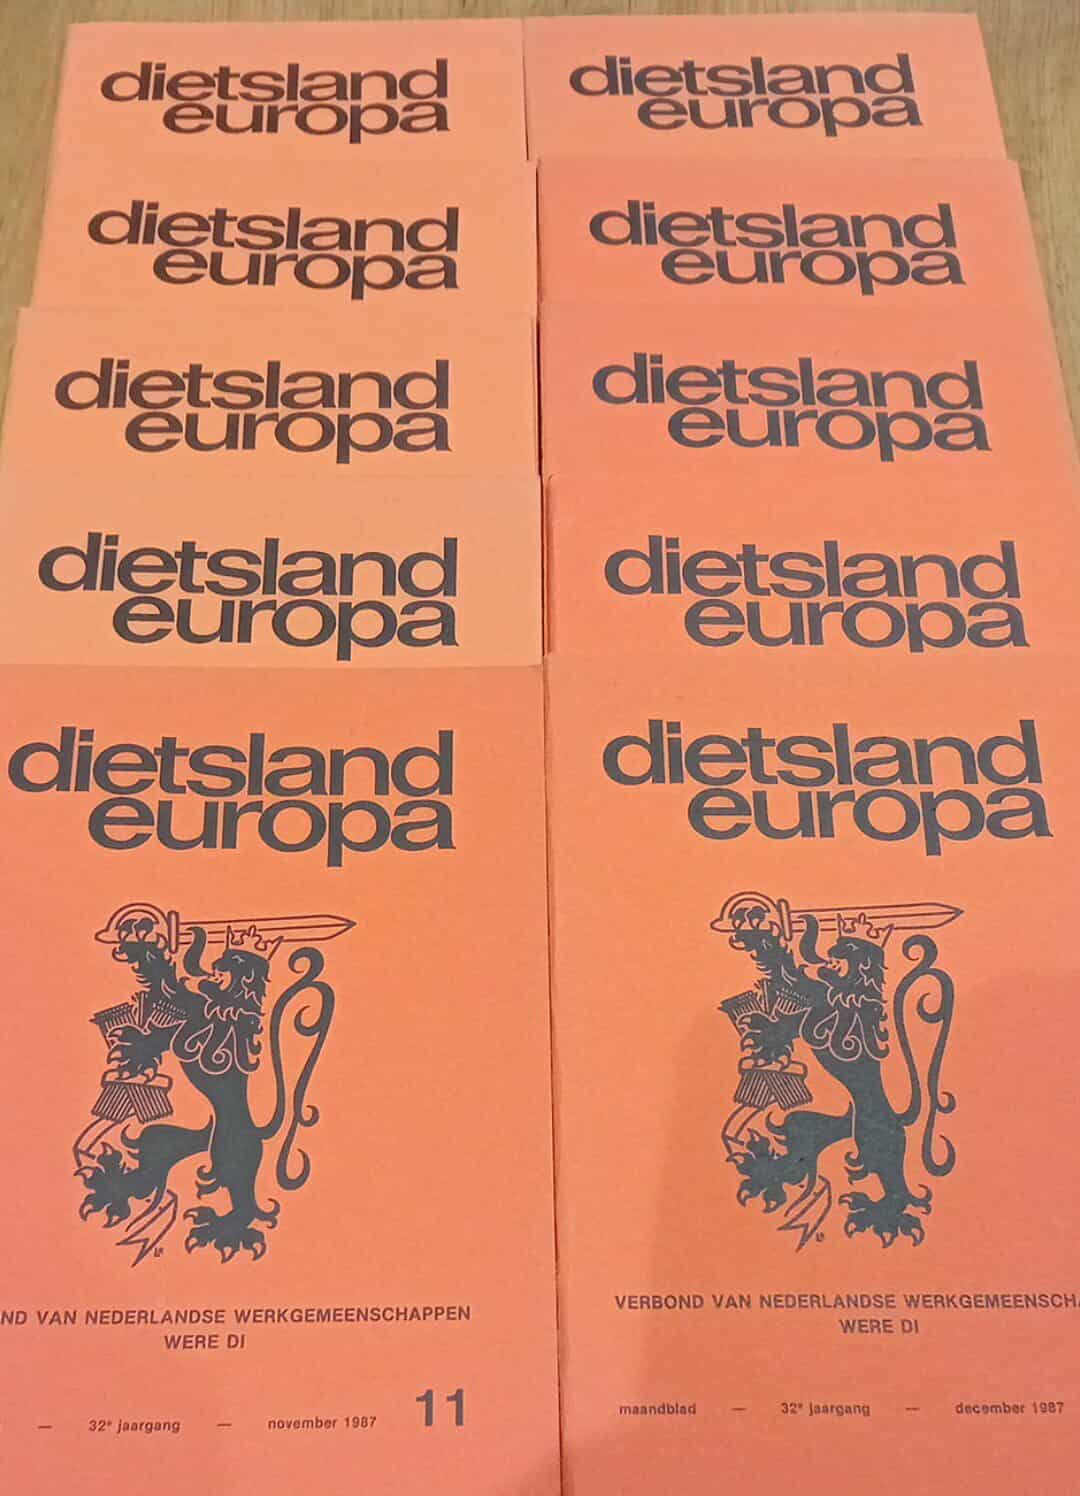 dietsland
europa
dietsland
europa
dietsland
europa
dietsland
europa
dietsland
europa
dietsland
europa
dietsland
europa
dietsland
europa
dietsland
europa
VAN NEDERLANDSE WERKGEMEENSCHAPPEN
WERE DI
— 32e jaargang — november 1987 11
dietsland
europa
VERBOND VAN NEDERLANDSE
WERE DI
maandblad — 32e jaargang — december 1987